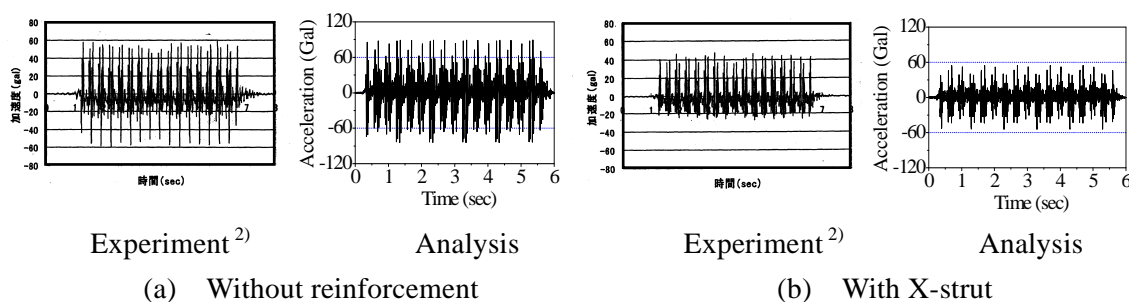 80
60
40
20
0
-20
-40
-60
-80
加速度(gal)
1
7
8
時間(sec)
120
60
0
-60
-120
Acceleration (Gal)
0 1 2 3 4 5 6
Time (sec)
80
60
40
20
0
-20
-40
-60
-80
加速度(gal)
0
1
7
8
時間(sec)
120
60
0
-60
-120
Acceleration (Gal)
0 1 2 3 4 5 6
Time (sec)
Experiment 2)
Analysis
Experiment 2)
Analysis
(a) Without reinforcement
(b) With X-strut